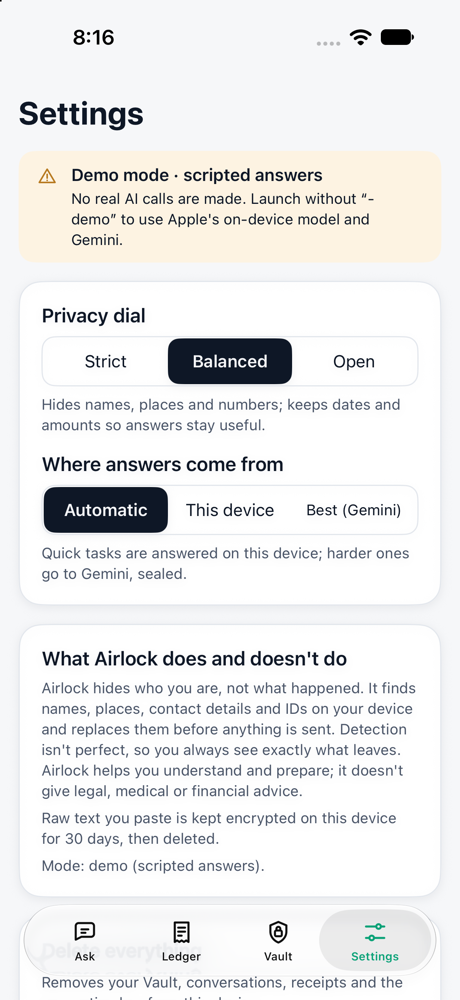 8:16
Settings
Demo mode · scripted answers
No real AI calls are made. Launch without “-
demo” to use Apple's on-device model and
Gemini.
Privacy dial
Strict
Balanced
Open
Hides names, places and numbers; keeps dates and
amounts so answers stay useful.
Where answers come from
Automatic
This device
Best (Gemini)
Quick tasks are answered on this device; harder ones
go to Gemini, sealed.
What Airlock does and doesn't do
Airlock hides who you are, not what happened. It finds
names, places, contact details and IDs on your device
and replaces them before anything is sent. Detection
isn't perfect, so you always see exactly what leaves.
Airlock helps you understand and prepare; it doesn't
give legal, medical or financial advice.
Raw text you paste is kept encrypted on this device
for 30 days, then deleted.
Mode: demo (scripted answers).
Delete everything
Ask
Ledger
Vault
Settings
Removes your Vault, conversations, receipts and the